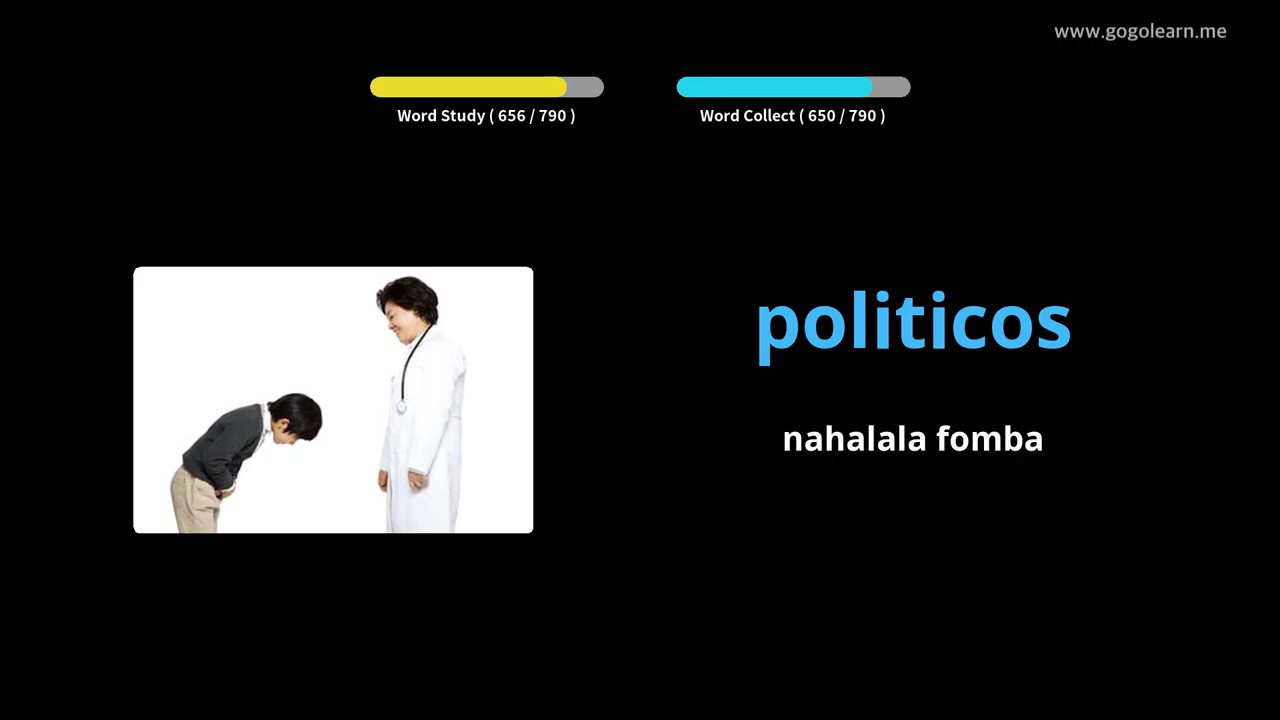 www.gogolearn.me
Word Study ( 656 / 790 )
Word Collect ( 650 / 790 )
politicos
nahalala fomba